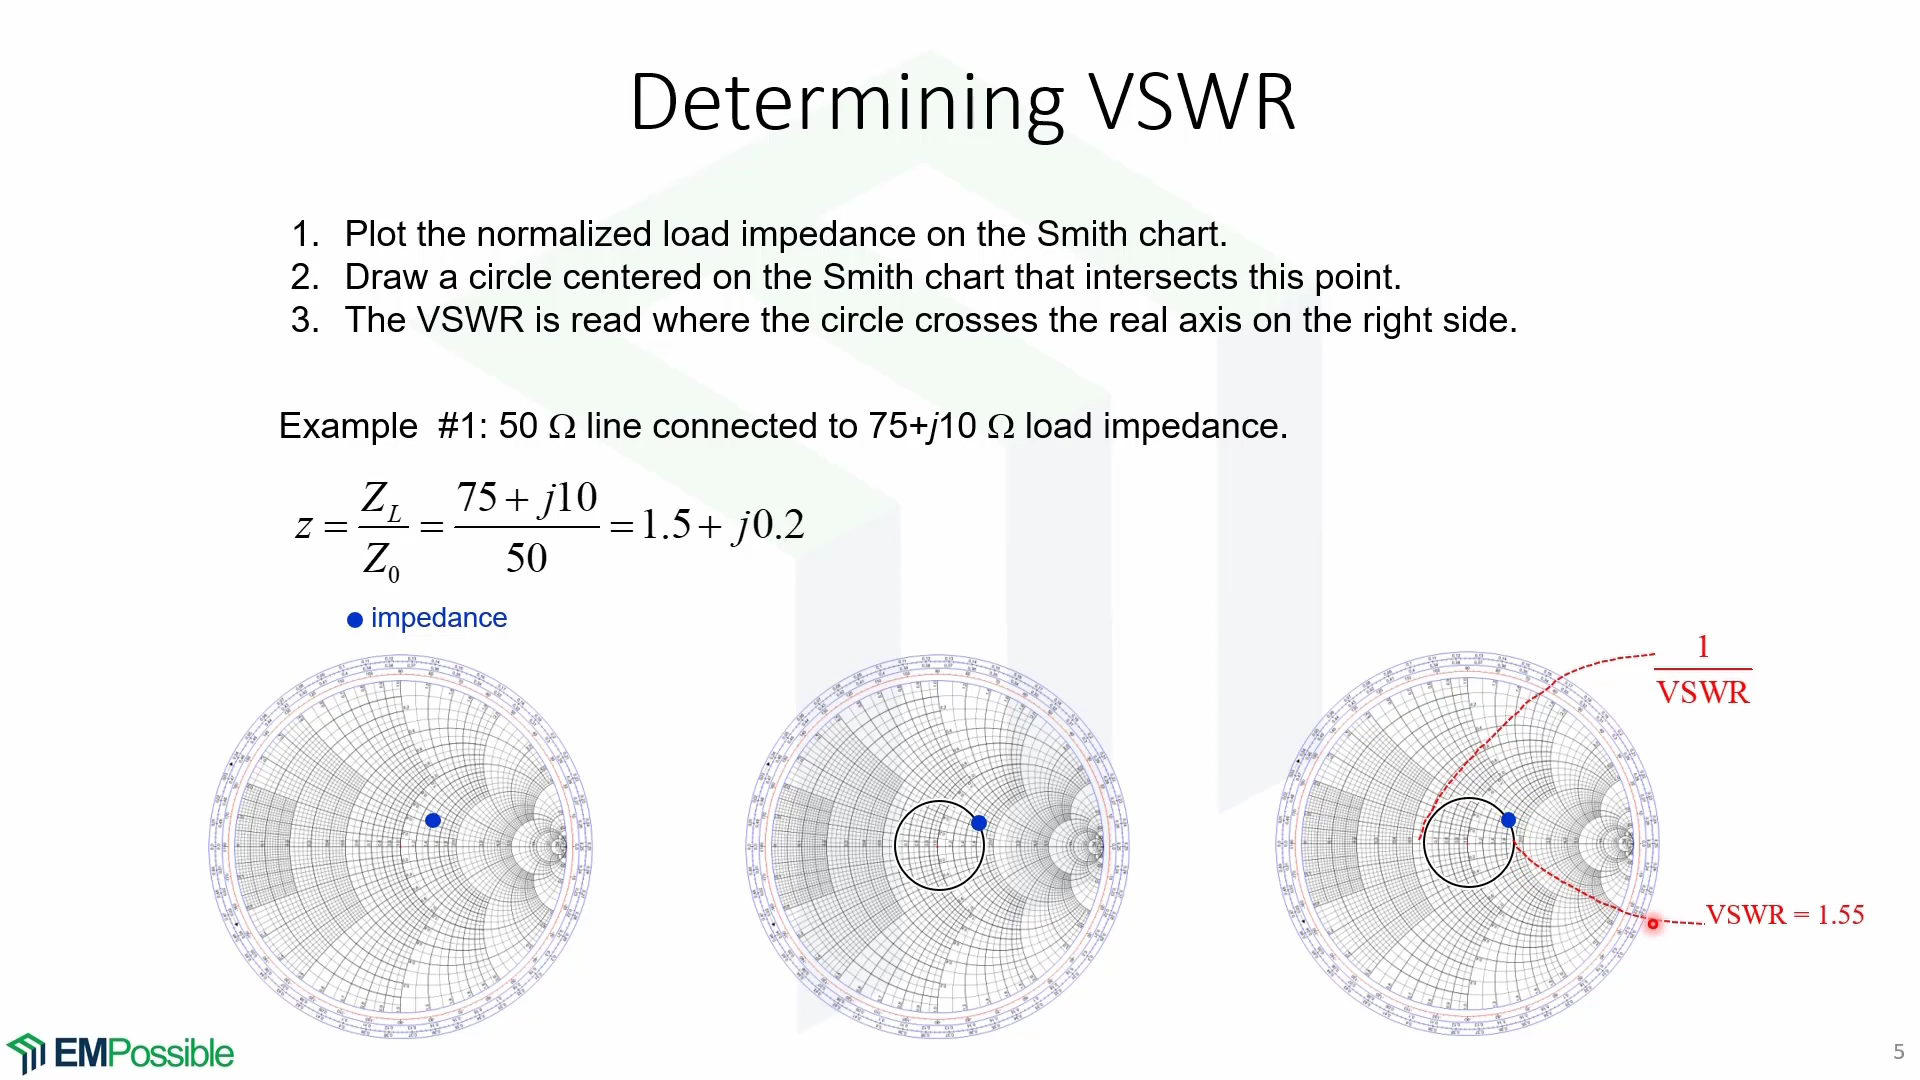 Determining VSWR
1. Plot the normalized load impedance on the Smith chart.
2. Draw a circle centered on the Smith chart that intersects this point.
3. The VSWR is read where the circle crosses the real axis on the right side.
Example #1: 50 Ω line connected to 75+j10 Ω load impedance.
z = Z_L / Z_0 = (75 + j10) / 50 = 1.5 + j0.2
impedance
1
VSWR
VSWR = 1.55
EMPossible
5